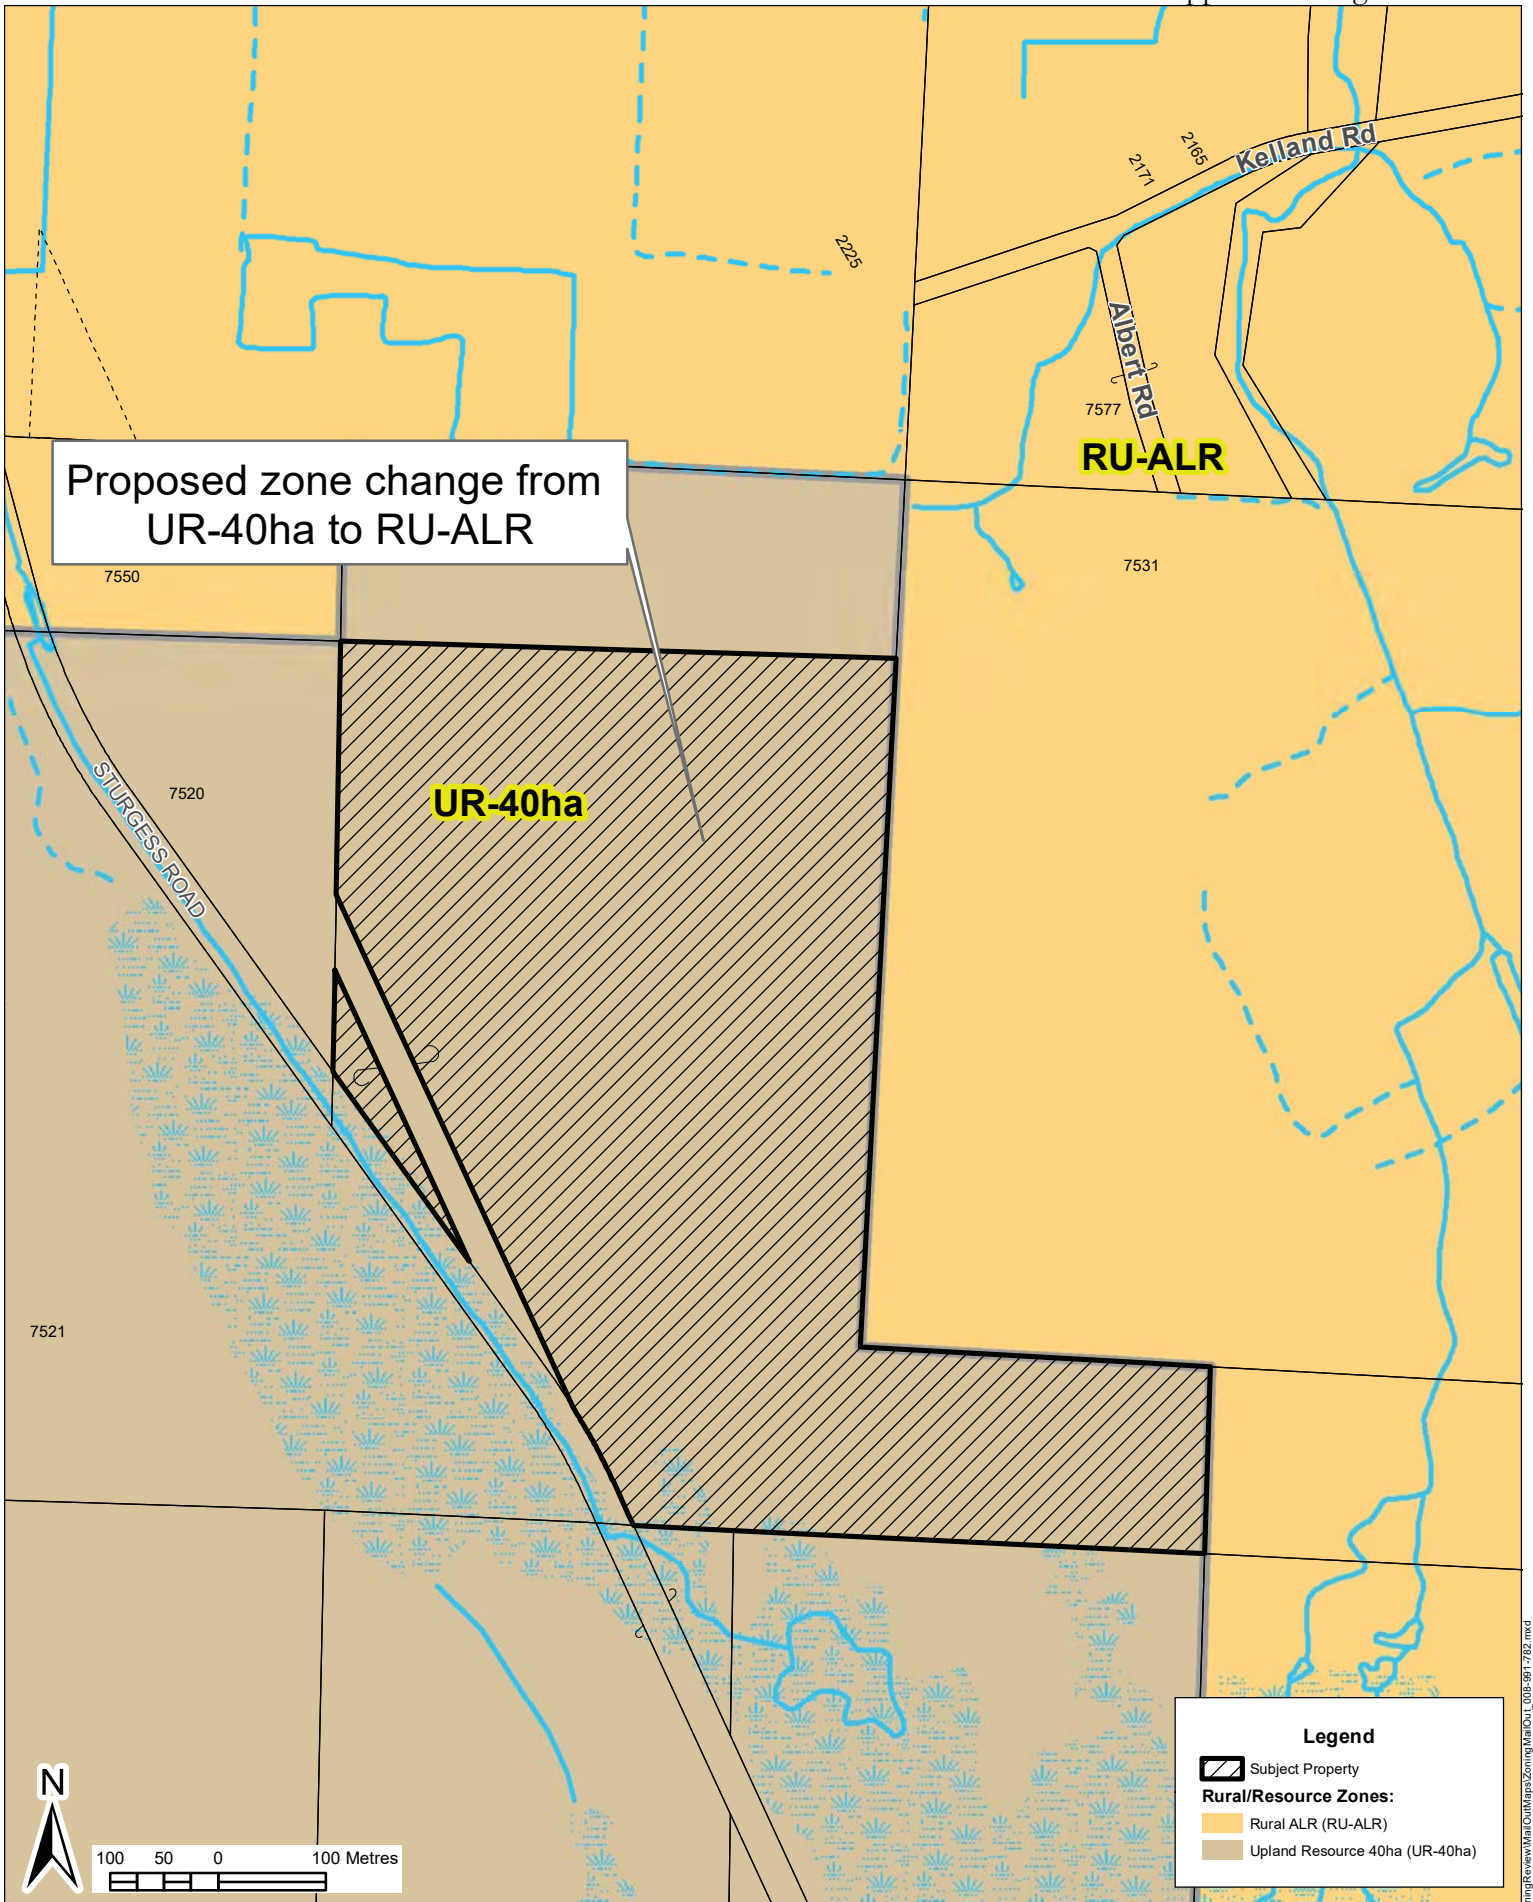 2165
Kelland Rd
2171
2225
Albert Rd
7577
RU-ALR
Proposed zone change from
UR-40ha to RU-ALR
7531
7550
7520
UR-40ha
STURGESS ROAD
7521
Legend
Subject Property
Rural/Resource Zones:
Rural ALR (RU-ALR)
Upland Resource 40ha (UR-40ha)
N
100 50 0 100 Metres